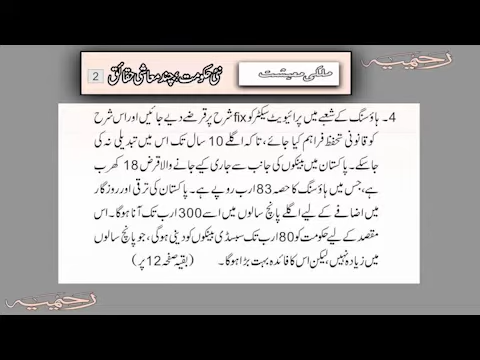 رحیمیہ
ملکی معیشت
نئی حکومت؛ چند معاشی حقائق 2
4۔ ہاؤسنگ کے شعبے میں پرائیویٹ سیکٹر کو fix شرح پر قرضے دیے جائیں اور اس شرح
کو قانونی تحفظ فراہم کیا جائے، تاکہ اگلے 10 سال تک اس میں تبدیلی نہ کی
جاسکے۔ پاکستان میں بینکوں کی جانب سے جاری کیے جانے والا قرض 18 کھرب
ہے، جس میں ہاؤسنگ کا حصہ 83 ارب روپے ہے۔ پاکستان کی ترقی اور روزگار
میں اضافے کے لیے اگلے پانچ سالوں میں اسے 300 ارب تک آنا ہوگا۔ اس
مقصد کے لیے حکومت کو 80 ارب تک سبسڈی بینکوں کو دینی ہوگی، جو پانچ سالوں
میں زیادہ نہیں، لیکن اس کا فائدہ بہت بڑا ہوگا۔ (بقیہ صفحہ 12 پر)
رحیمیہ
رحیمیہ